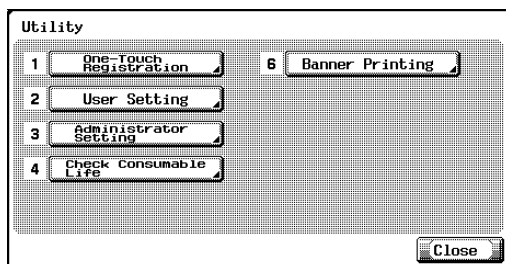 Utility
1 One-Touch
Registration
2 User Setting
3 Administrator
Setting
4 Check Consumable
Life
6 Banner Printing
Close